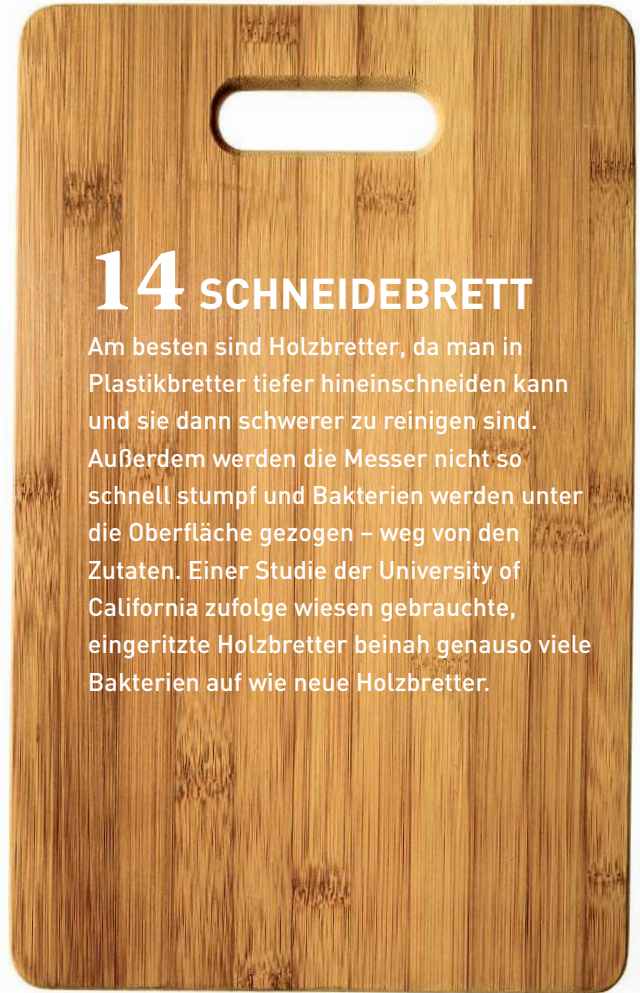 14 SCHNEIDEBRETT
Am besten sind Holzbretter, da man in
Plastikbretter tiefer hineinschneiden kann
und sie dann schwerer zu reinigen sind.
Außerdem werden die Messer nicht so
schnell stumpf und Bakterien werden unter
die Oberfläche gezogen – weg von den
Zutaten. Einer Studie der University of
California zufolge wiesen gebrauchte,
eingeritzte Holzbretter beinah genauso viele
Bakterien auf wie neue Holzbretter.